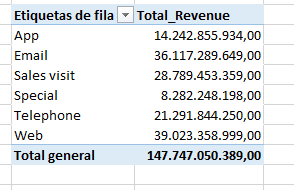 Etiquetas de fila Total_Revenue
App 14.242.855.934,00
Email 36.117.289.649,00
Sales visit 28.789.453.359,00
Special 8.282.248.198,00
Telephone 21.291.844.250,00
Web 39.023.358.999,00
Total general 147.747.050.389,00